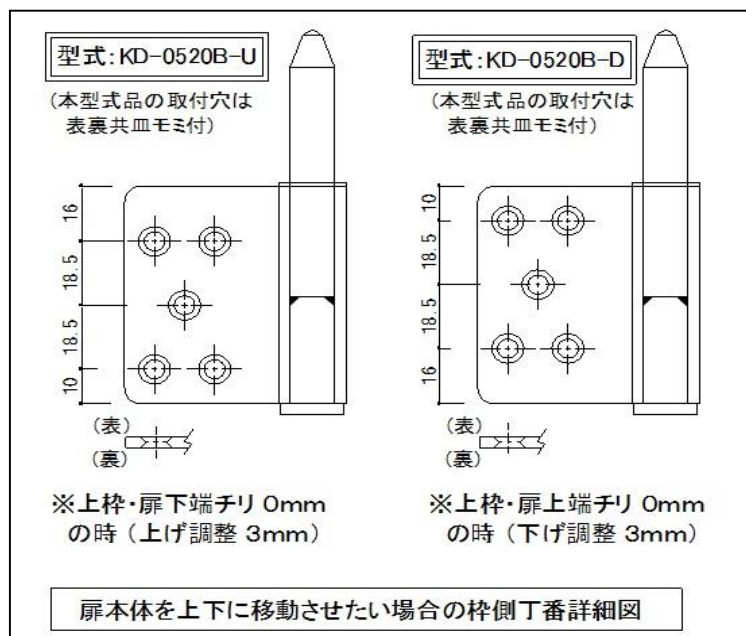 型式:KD-0520B-U
(本型式品の取付穴は
表裏共皿モミ付)
16
18.5
18.5
10
(表)
(裏)
※上枠・扉下端チリ 0mm
の時 (上げ調整 3mm)
型式:KD-0520B-D
(本型式品の取付穴は
表裏共皿モミ付)
10
18.5
18.5
16
(表)
(裏)
※上枠・扉上端チリ 0mm
の時 (下げ調整 3mm)
扉本体を上下に移動させたい場合の枠側丁番詳細図